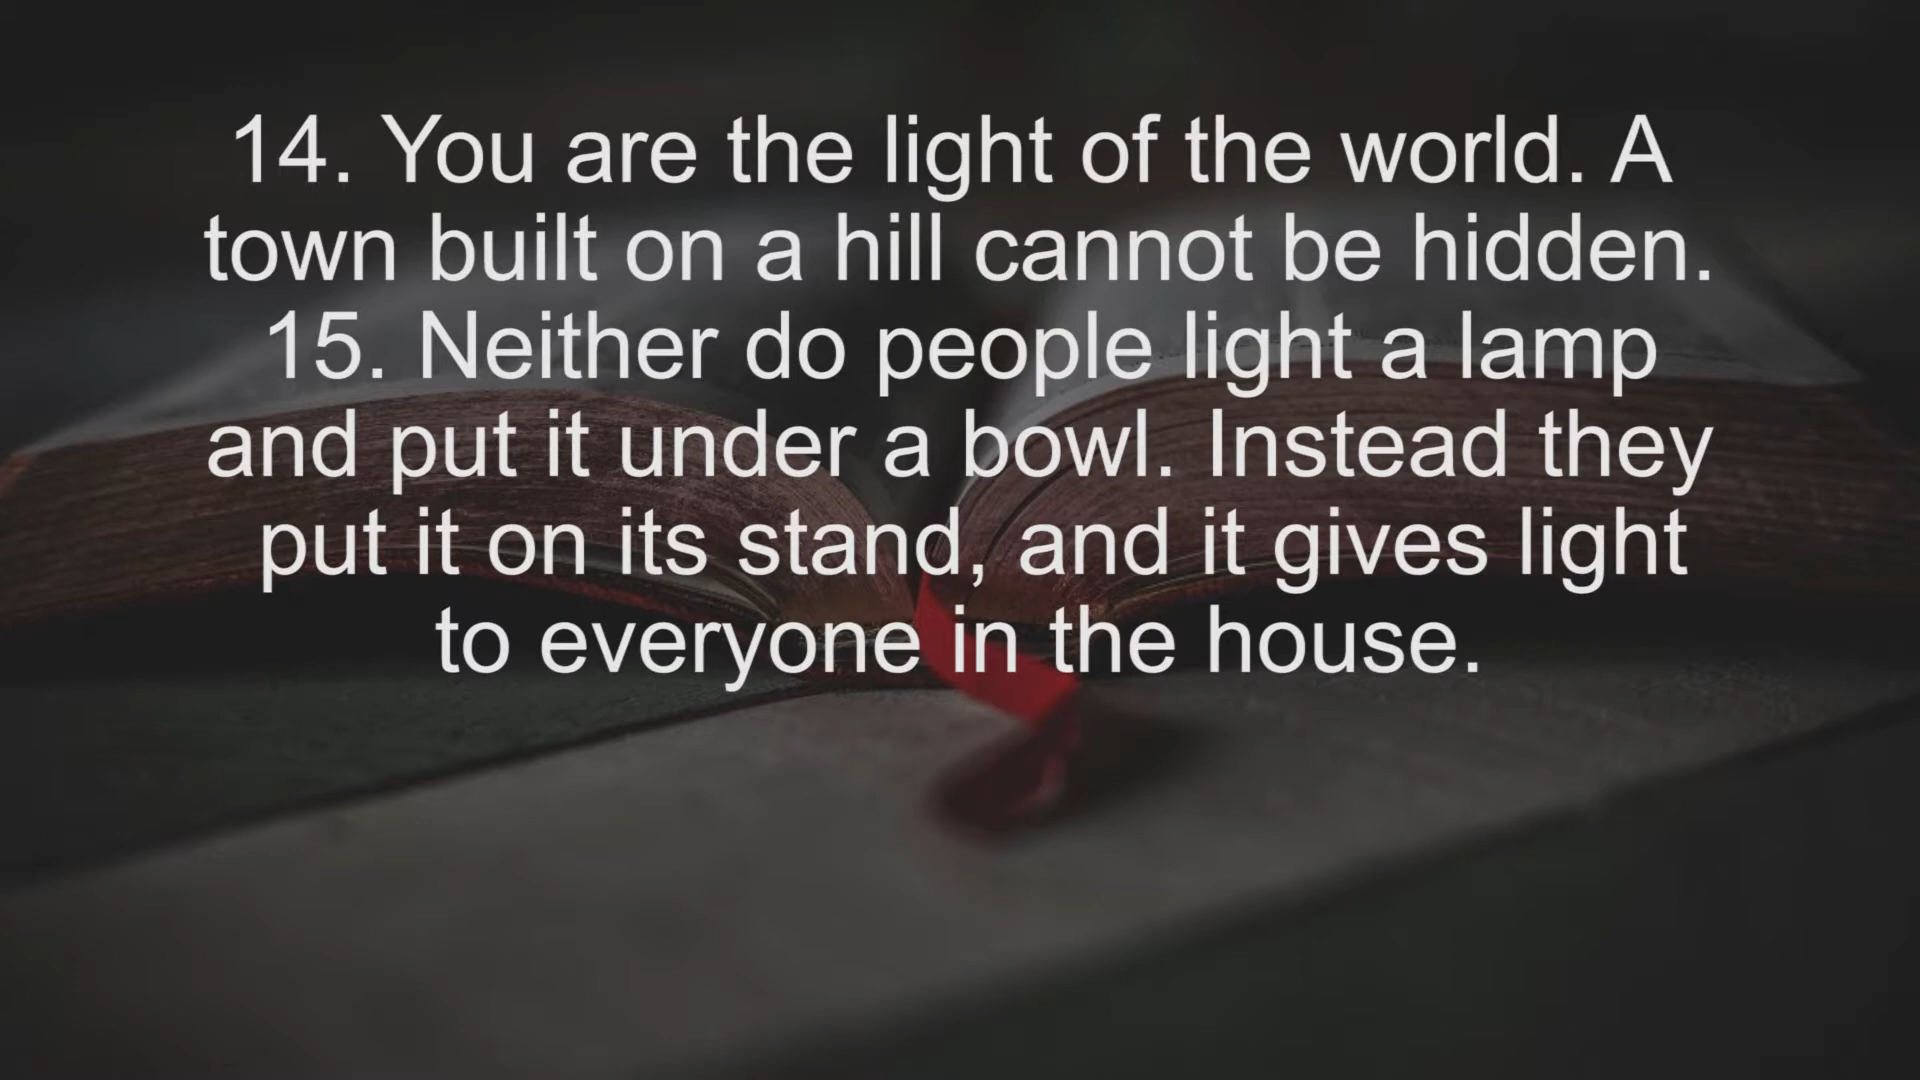 14. You are the light of the world. A
town built on a hill cannot be hidden.
15. Neither do people light a lamp
and put it under a bowl. Instead they
put it on its stand, and it gives light
to everyone in the house.